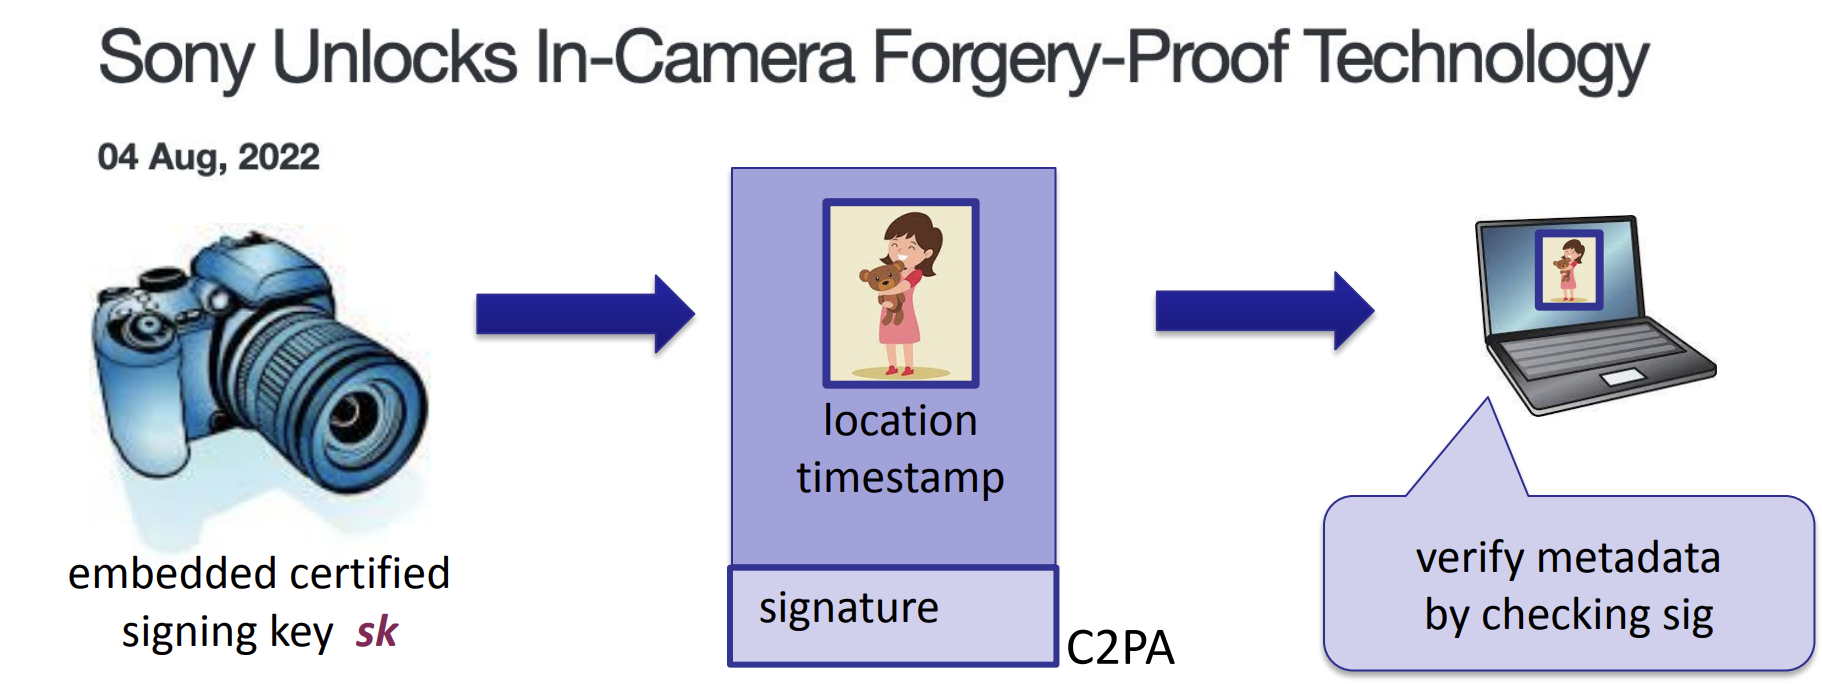 Sony Unlocks In-Camera Forgery-Proof Technology
04 Aug, 2022
embedded certified
signing key sk
location
timestamp
signature
C2PA
verify metadata
by checking sig